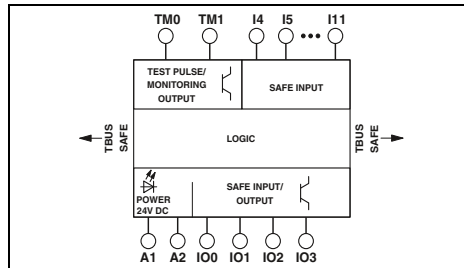 TM0 TM1 I4 I5 ••• I11
TEST PULSE/
MONITORING
OUTPUT
SAFE INPUT
TBUS
SAFE
LOGIC
TBUS
SAFE
POWER
24V DC
SAFE INPUT/
OUTPUT
A1 A2 IO0 IO1 IO2 IO3